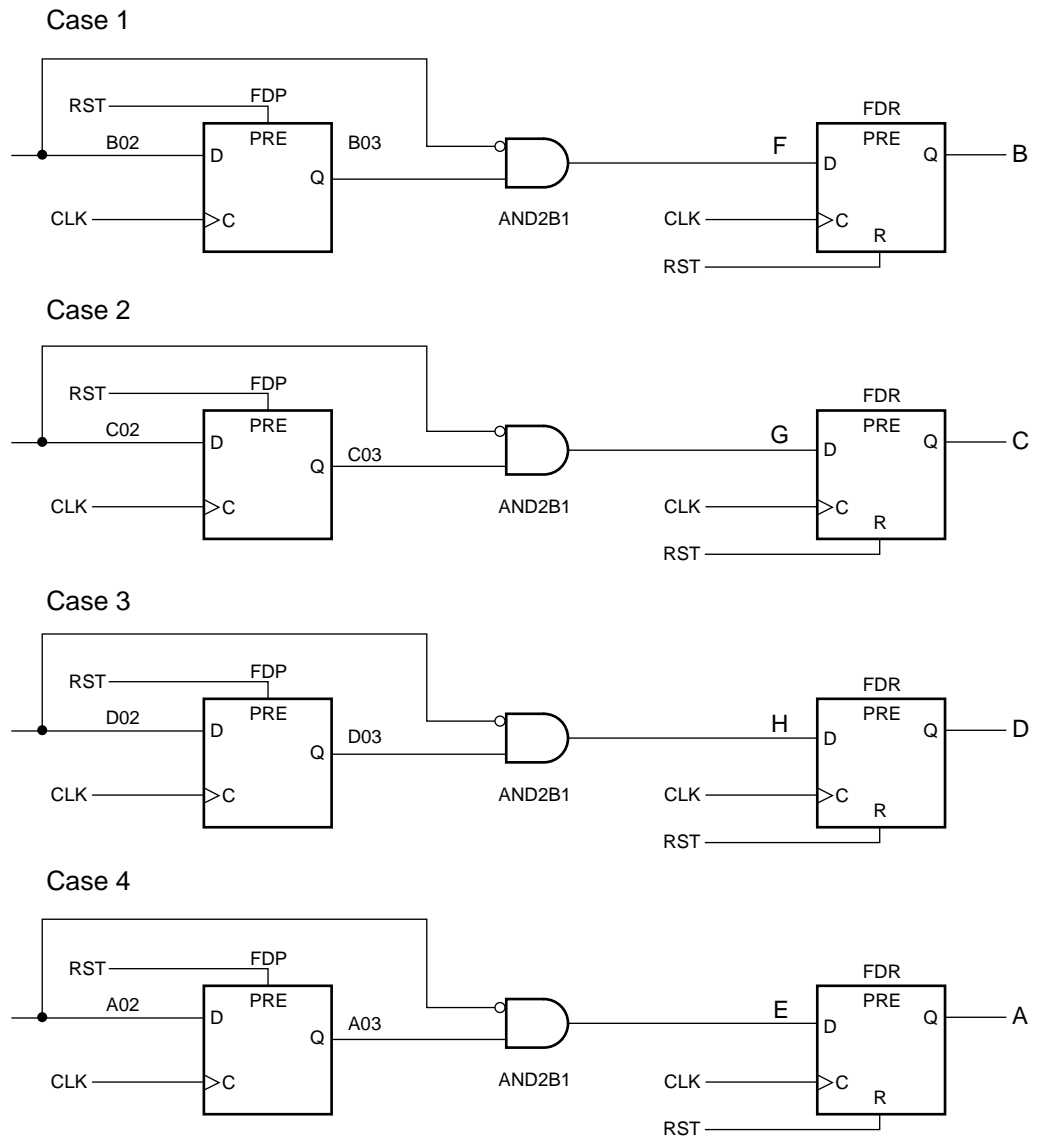 Case 1
FDP
FDR
RST
PRE
PRE
B02
B03
F
B
D
Q
D
Q
CLK
C
AND2B1
CLK
C
R
RST
Case 2
FDP
FDR
RST
PRE
PRE
C02
C03
G
C
D
Q
D
Q
CLK
C
AND2B1
CLK
C
R
RST
Case 3
FDP
FDR
RST
PRE
PRE
D02
D03
H
D
D
Q
D
Q
CLK
C
AND2B1
CLK
C
R
RST
Case 4
FDP
FDR
RST
PRE
PRE
A02
A03
E
A
D
Q
D
Q
CLK
C
AND2B1
CLK
C
R
RST